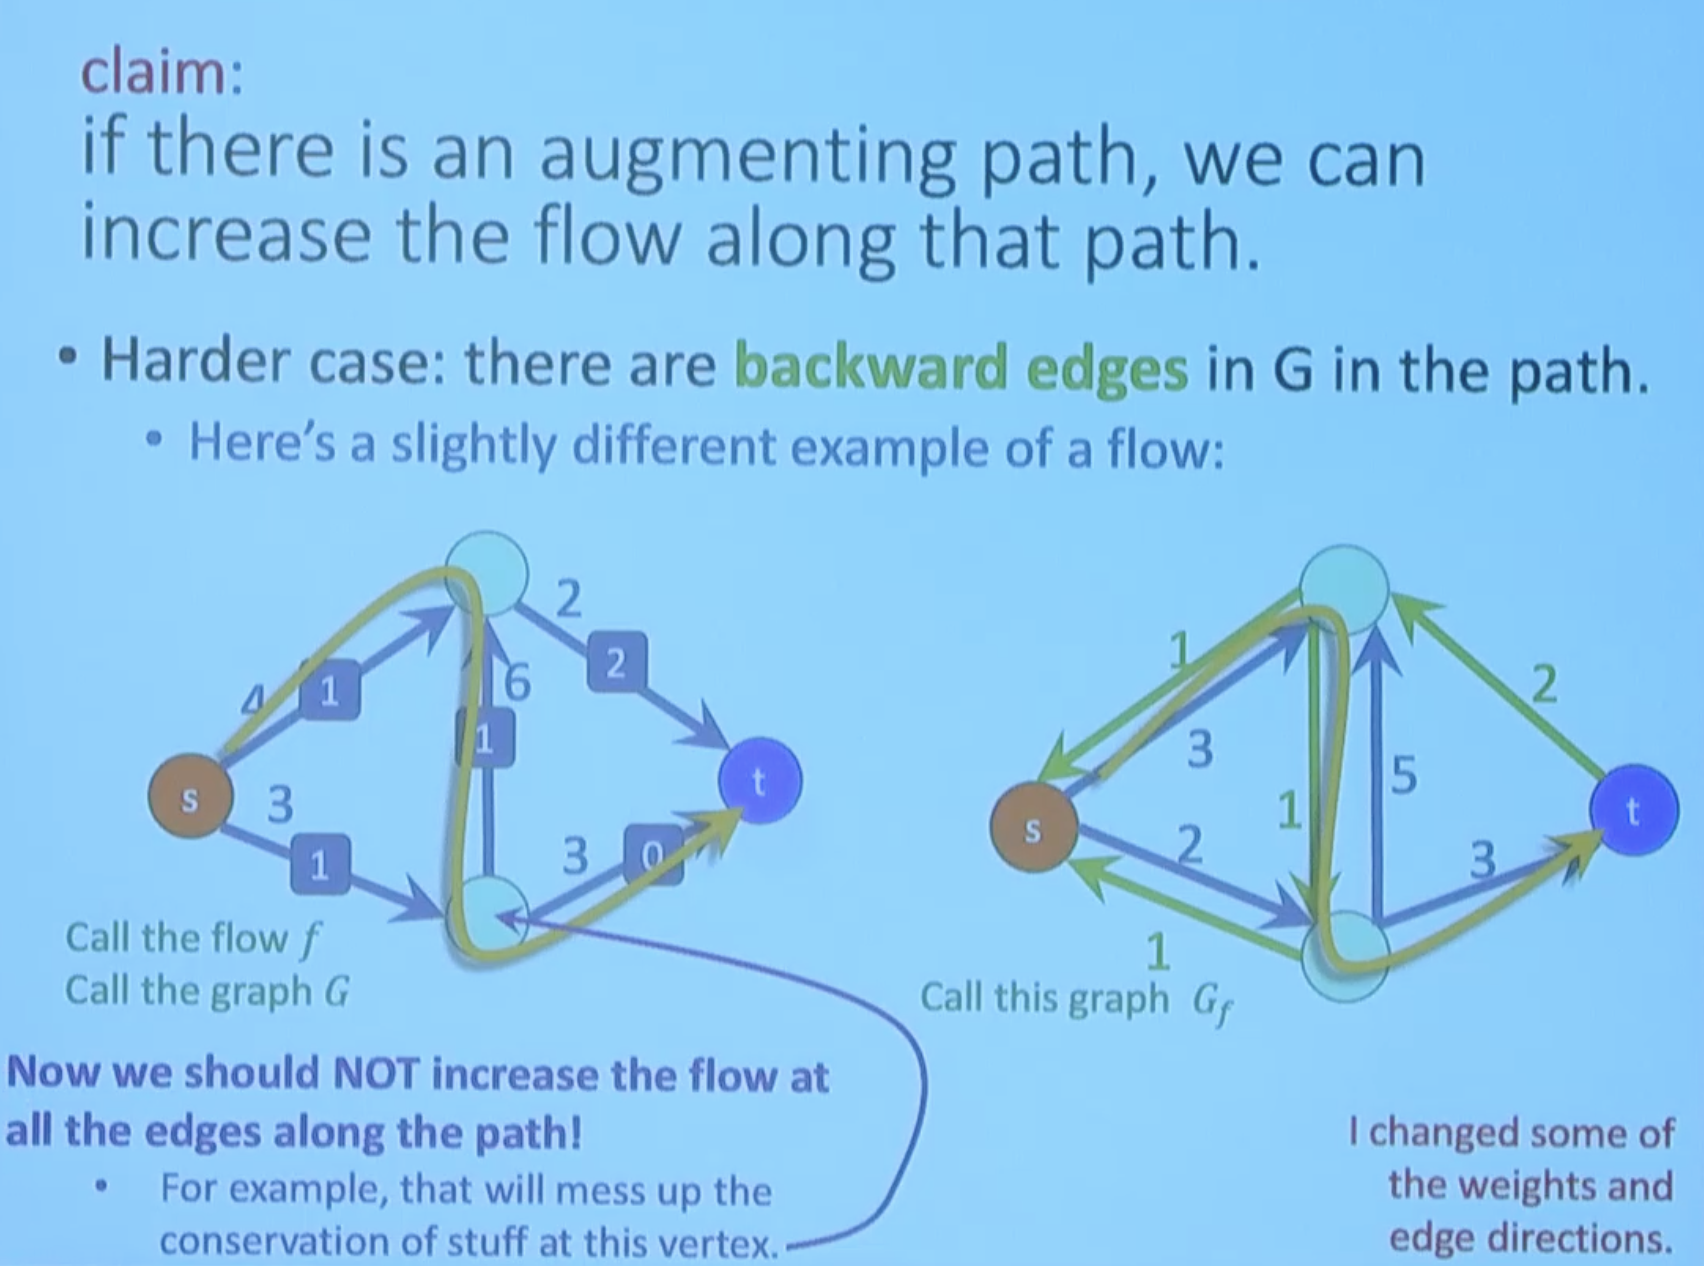 claim:
if there is an augmenting path, we can
increase the flow along that path.
• Harder case: there are backward edges in G in the path.
• Here's a slightly different example of a flow:
2
2
4
1
6
1
s
t
3
1
3
0
Call the flow f
Call the graph G
1
2
3
5
1
s
t
2
3
1
Call this graph G_f
Now we should NOT increase the flow at
all the edges along the path!
• For example, that will mess up the
conservation of stuff at this vertex.
I changed some of
the weights and
edge directions.